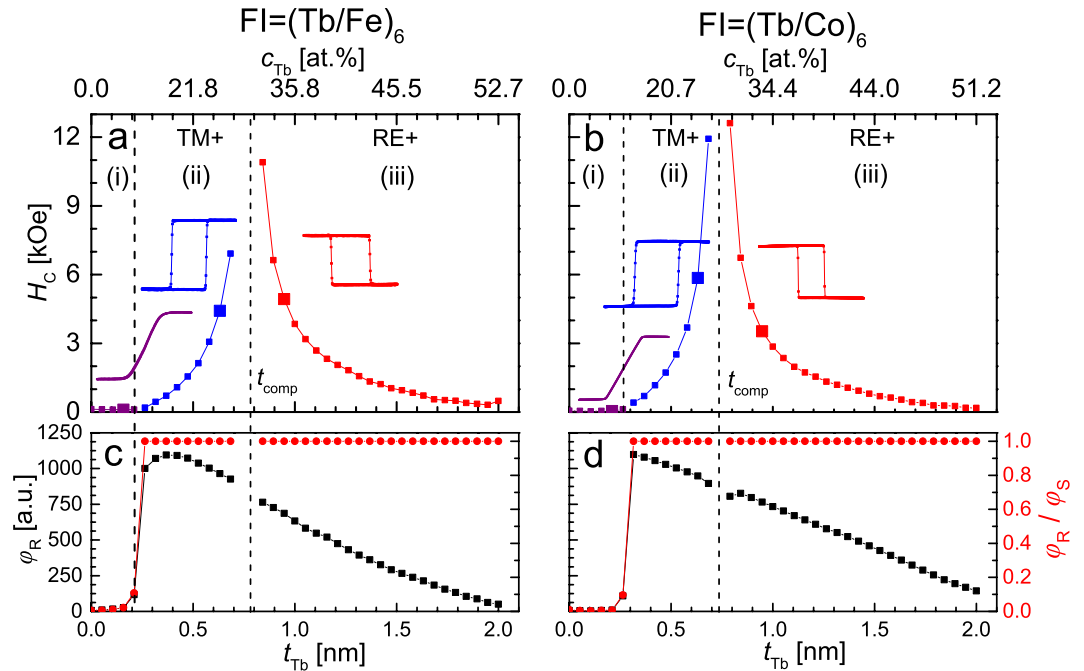 FI=(Tb/Fe)6 FI=(Tb/Co)6
cTb [at.%] cTb [at.%]
0.0 21.8 35.8 45.5 52.7 0.0 20.7 34.4 44.0 51.2
12 a TM+ RE+ b TM+ RE+
(i) (ii) (iii) (i) (ii) (iii)
9
HC [kOe]
6
3
tcomp tcomp
0
1250 c d 1.0
1000 0.8
φR [a.u.] φR / φS
750 0.6
500 0.4
250 0.2
0 0.0
0.0 0.5 1.0 1.5 2.0 0.0 0.5 1.0 1.5 2.0
tTb [nm] tTb [nm]